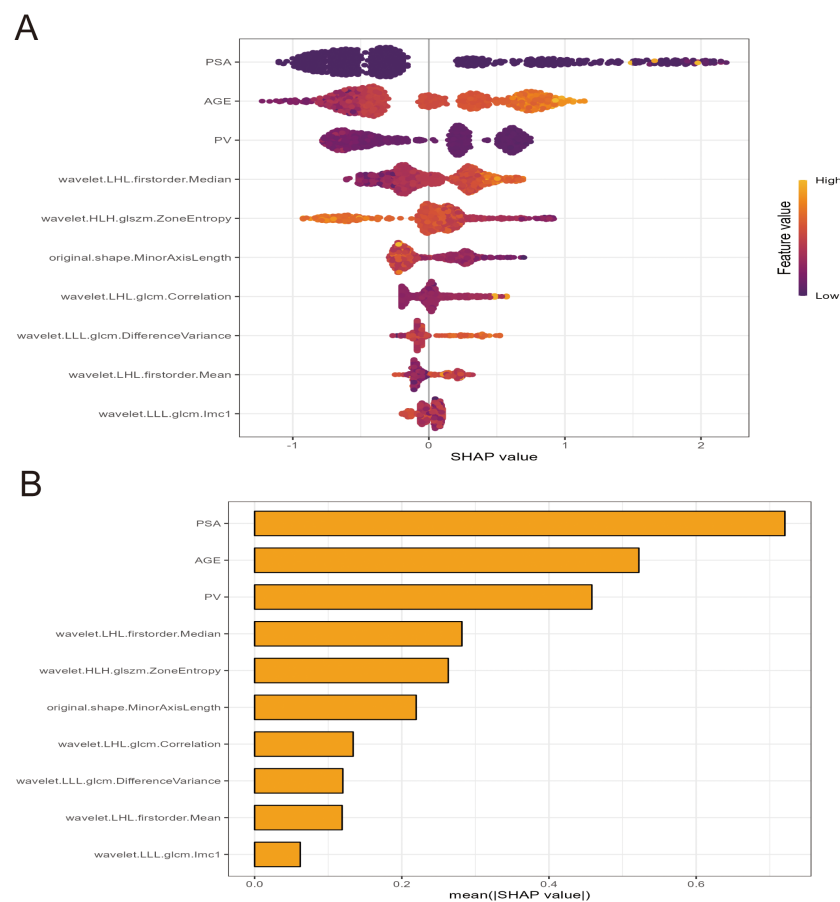 A
PSA
AGE
PV
wavelet.LHL.firstorder.Median
wavelet.HLH.glszm.ZoneEntropy
original.shape.MinorAxisLength
wavelet.LHL.glcm.Correlation
wavelet.LLL.glcm.DifferenceVariance
wavelet.LHL.firstorder.Mean
wavelet.LLL.glcm.Imc1
-1 0 1 2
SHAP value
High
Feature value
Low
B
PSA
AGE
PV
wavelet.LHL.firstorder.Median
wavelet.HLH.glszm.ZoneEntropy
original.shape.MinorAxisLength
wavelet.LHL.glcm.Correlation
wavelet.LLL.glcm.DifferenceVariance
wavelet.LHL.firstorder.Mean
wavelet.LLL.glcm.Imc1
0.0 0.2 0.4 0.6
mean(|SHAP value|)